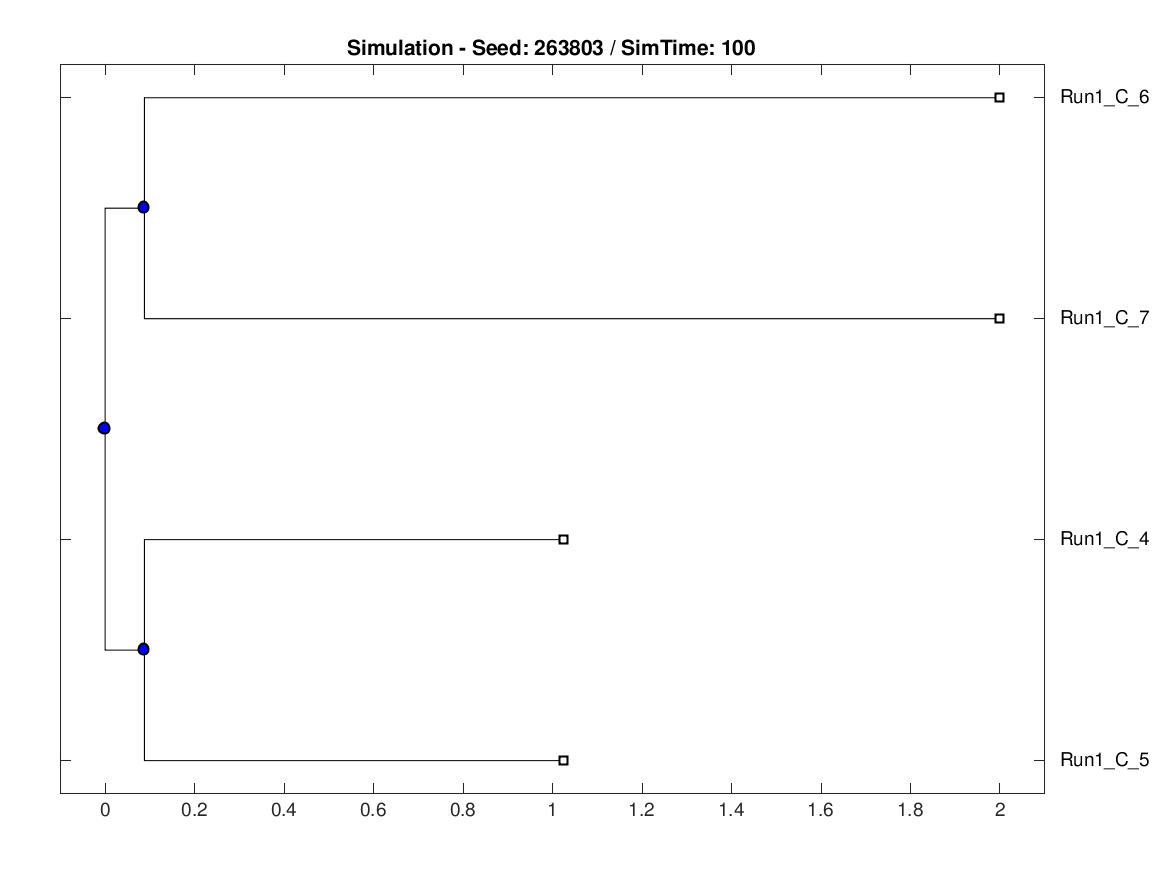 Simulation - Seed: 263803 / SimTime: 100
Run1_C_6
Run1_C_7
Run1_C_4
Run1_C_5
0 0.2 0.4 0.6 0.8 1 1.2 1.4 1.6 1.8 2